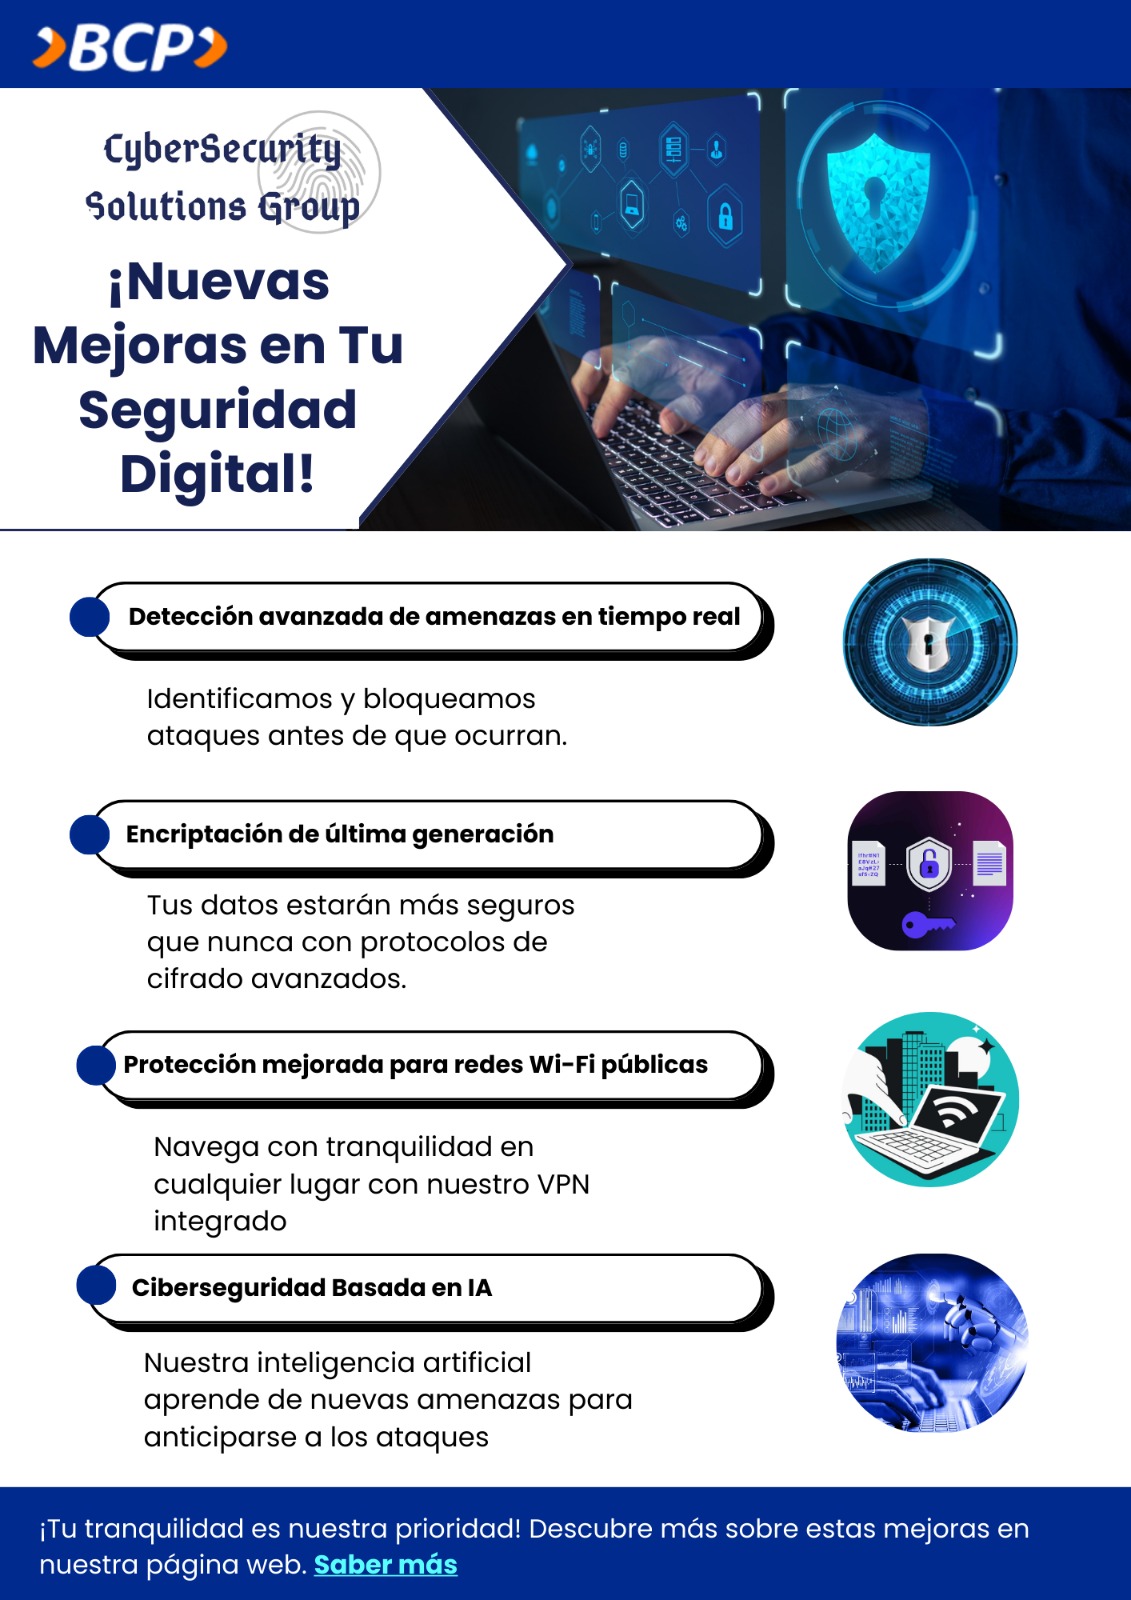 BCP
CyberSecurity
Solutions Group
¡Nuevas
Mejoras en Tu
Seguridad
Digital!
Detección avanzada de amenazas en tiempo real
Identificamos y bloqueamos
ataques antes de que ocurran.
Encriptación de última generación
Tus datos estarán más seguros
que nunca con protocolos de
cifrado avanzados.
Protección mejorada para redes Wi-Fi públicas
Navega con tranquilidad en
cualquier lugar con nuestro VPN
integrado
Ciberseguridad Basada en IA
Nuestra inteligencia artificial
aprende de nuevas amenazas para
anticiparse a los ataques
¡Tu tranquilidad es nuestra prioridad! Descubre más sobre estas mejoras en
nuestra página web. Saber más